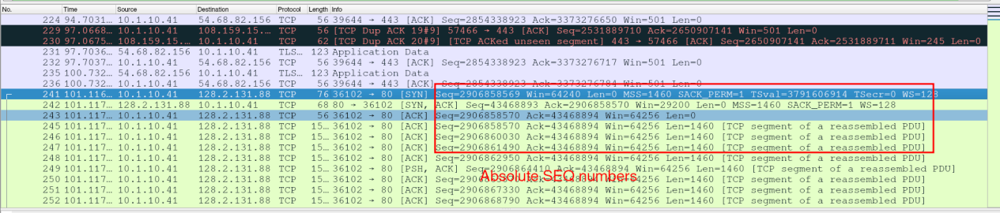 No. Time Source Destination Protocol Length Info
224 94.7031… 10.1.10.41 54.68.82.156 TCP 56 39644 → 443 [ACK] Seq=2854338923 Ack=3373276650 Win=501 Len=0
229 97.0668… 10.1.10.41 108.159.15.… TCP 56 [TCP Dup ACK 19#9] 57466 → 443 [ACK] Seq=2531889710 Ack=2650907141 Win=501 Len=0
230 97.0675… 108.159.15.… 10.1.10.41 TCP 62 [TCP Dup ACK 20#9] [TCP ACKed unseen segment] 443 → 57466 [ACK] Seq=2650907141 Ack=2531889711 Win=245 Len=0
231 97.7036… 54.68.82.156 10.1.10.41 TLS… 123 Application Data
232 97.7037… 10.1.10.41 54.68.82.156 TCP 56 39644 → 443 [ACK] Seq=2854338923 Ack=3373276717 Win=501 Len=0
235 100.732… 54.68.82.156 10.1.10.41 TLS… 123 Application Data
236 100.732… 10.1.10.41 54.68.82.156 TCP 56 39644 → 443 [ACK] Seq=2854338923 Ack=3373276784 Win=501 Len=0
241 101.116… 10.1.10.41 128.2.131.88 TCP 76 36102 → 80 [SYN] Seq=2906858569 Win=64240 Len=0 MSS=1460 SACK_PERM=1 TSval=3791606914 TSecr=0 WS=128
242 101.117… 128.2.131.88 10.1.10.41 TCP 68 80 → 36102 [SYN, ACK] Seq=43468893 Ack=2906858570 Win=29200 Len=0 MSS=1460 SACK_PERM=1 WS=128
243 101.117… 10.1.10.41 128.2.131.88 TCP 56 36102 → 80 [ACK] Seq=2906858570 Ack=43468894 Win=64256 Len=0
245 101.117… 10.1.10.41 128.2.131.88 TCP 15… 36102 → 80 [ACK] Seq=2906858570 Ack=43468894 Win=64256 Len=1460 [TCP segment of a reassembled PDU]
246 101.117… 10.1.10.41 128.2.131.88 TCP 15… 36102 → 80 [ACK] Seq=2906860030 Ack=43468894 Win=64256 Len=1460 [TCP segment of a reassembled PDU]
247 101.117… 10.1.10.41 128.2.131.88 TCP 15… 36102 → 80 [ACK] Seq=2906861490 Ack=43468894 Win=64256 Len=1460 [TCP segment of a reassembled PDU]
248 101.117… 10.1.10.41 128.2.131.88 TCP 15… 36102 → 80 [ACK] Seq=2906862950 Ack=43468894 Win=64256 Len=1460 [TCP segment of a reassembled PDU]
249 101.117… 10.1.10.41 128.2.131.88 TCP 15… 36102 → 80 [PSH, ACK] Seq=2906864410 Ack=43468894 Win=64256 Len=1460 [TCP segment of a reassembled PDU]
Absolute SEQ numbers
250 101.117… 10.1.10.41 128.2.131.88 TCP 15… 36102 → 80 [ACK] Ack=43468894 Win=64256 Len=1460 [TCP segment of a reassembled PDU]
251 101.117… 10.1.10.41 128.2.131.88 TCP 15… 36102 → 80 [ACK] Seq=2906867330 Ack=43468894 Win=64256 Len=1460 [TCP segment of a reassembled PDU]
252 101.117… 10.1.10.41 128.2.131.88 TCP 15… 36102 → 80 [ACK] Seq=2906868790 Ack=43468894 Win=64256 Len=1460 [TCP segment of a reassembled PDU]